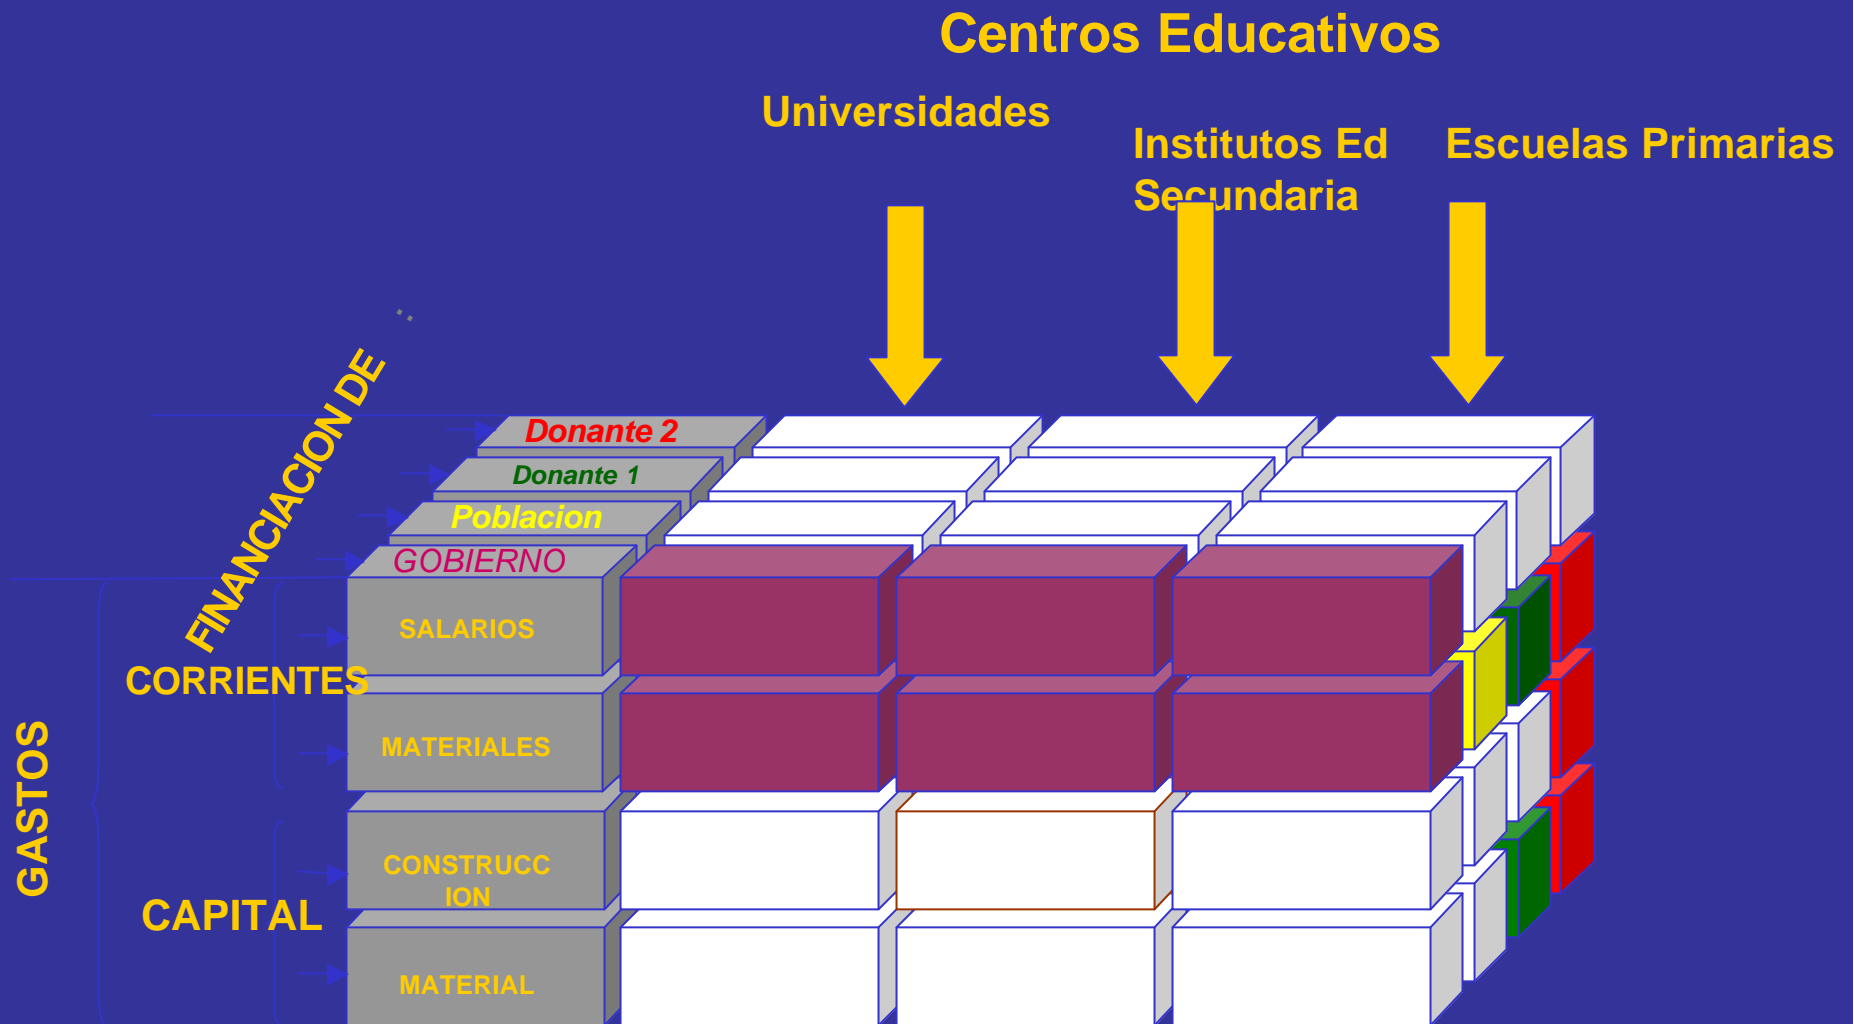 Centros Educativos
Universidades
Institutos Ed
Secundaria
Escuelas Primarias
FINANCIACION DE
Donante 2
Donante 1
Poblacion
GOBIERNO
GASTOS
CORRIENTES
SALARIOS
MATERIALES
CAPITAL
CONSTRUCC
ION
MATERIAL